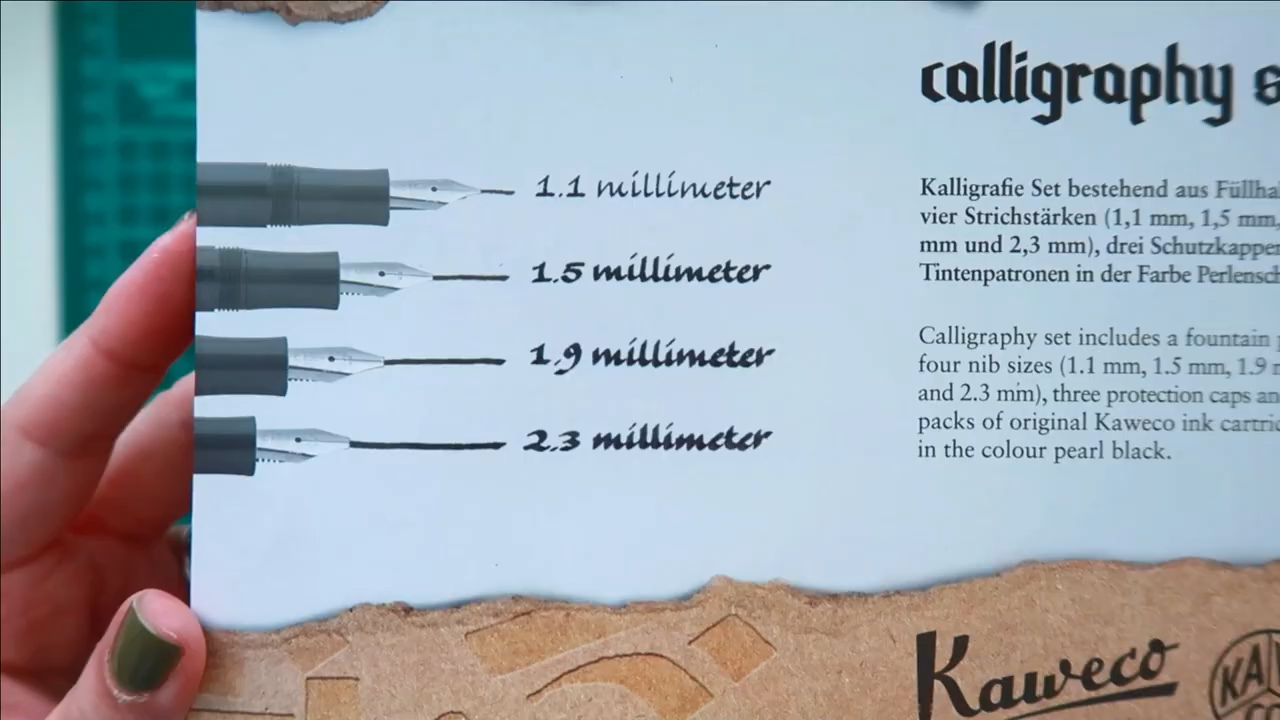 1.1 millimeter
1.5 millimeter
1.9 millimeter
2.3 millimeter
calligraphy
Kalligrafie Set bestehend aus
vier Strichstärken (1,1 mm, 1,5 mm,
mm und 2,3 mm), drei Schutzkappen
Tintenpatronen in der Farbe
Calligraphy set includes a fountain
four nib sizes (1.1 mm, 1.5 mm, 1.9
and 2.3 mm), three protection caps
packs of original Kaweco ink
in the colour pearl black.
Kaweco